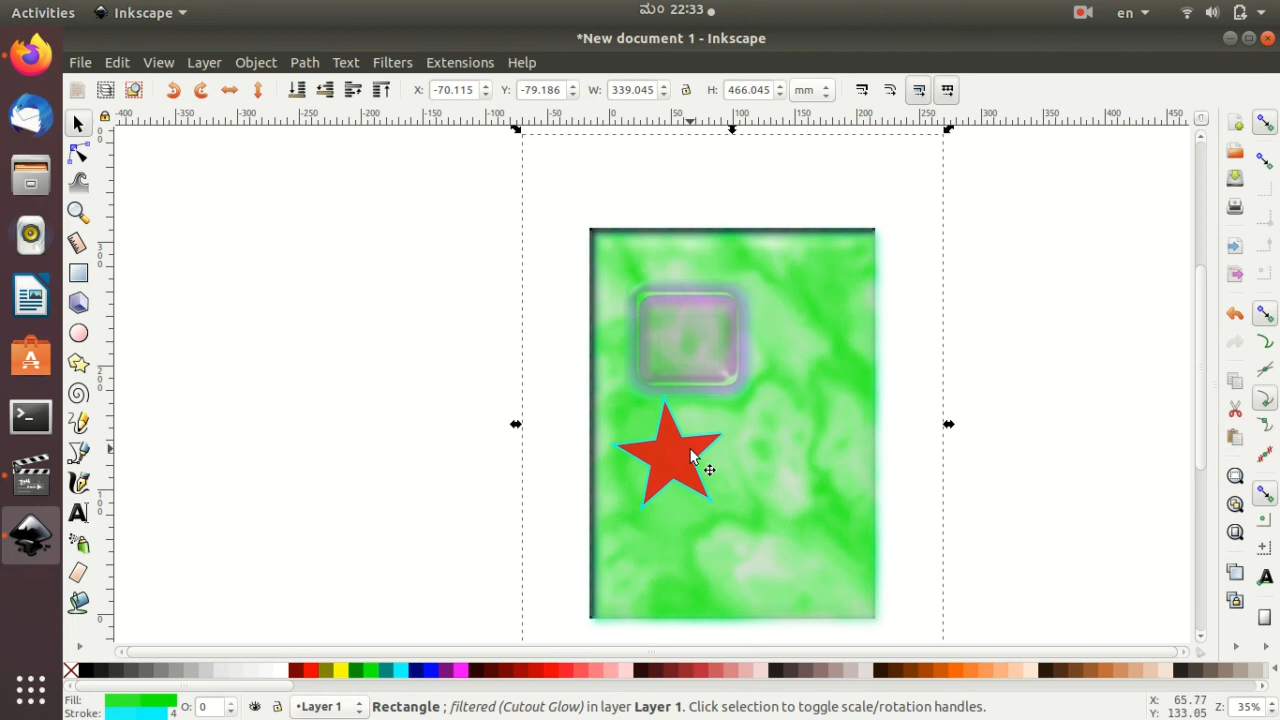 Activities Inkscape మంగ 22:33 en
*New document 1 - Inkscape
File Edit View Layer Object Path Text Filters Extensions Help
X: -70.115 Y: -79.186 W: 339.045 H: 466.045 mm
-400 -350 -300 -250 -200 -150 -100 -50 0 50 100 150 200 250 300 350 400 450
Fill: O: 0 •Layer 1 Rectangle ; filtered (Cutout Glow) in layer Layer 1. Click selection to toggle scale/rotation handles. X: 65.77 Z: 35%
Stroke: 4 Y: 133.05